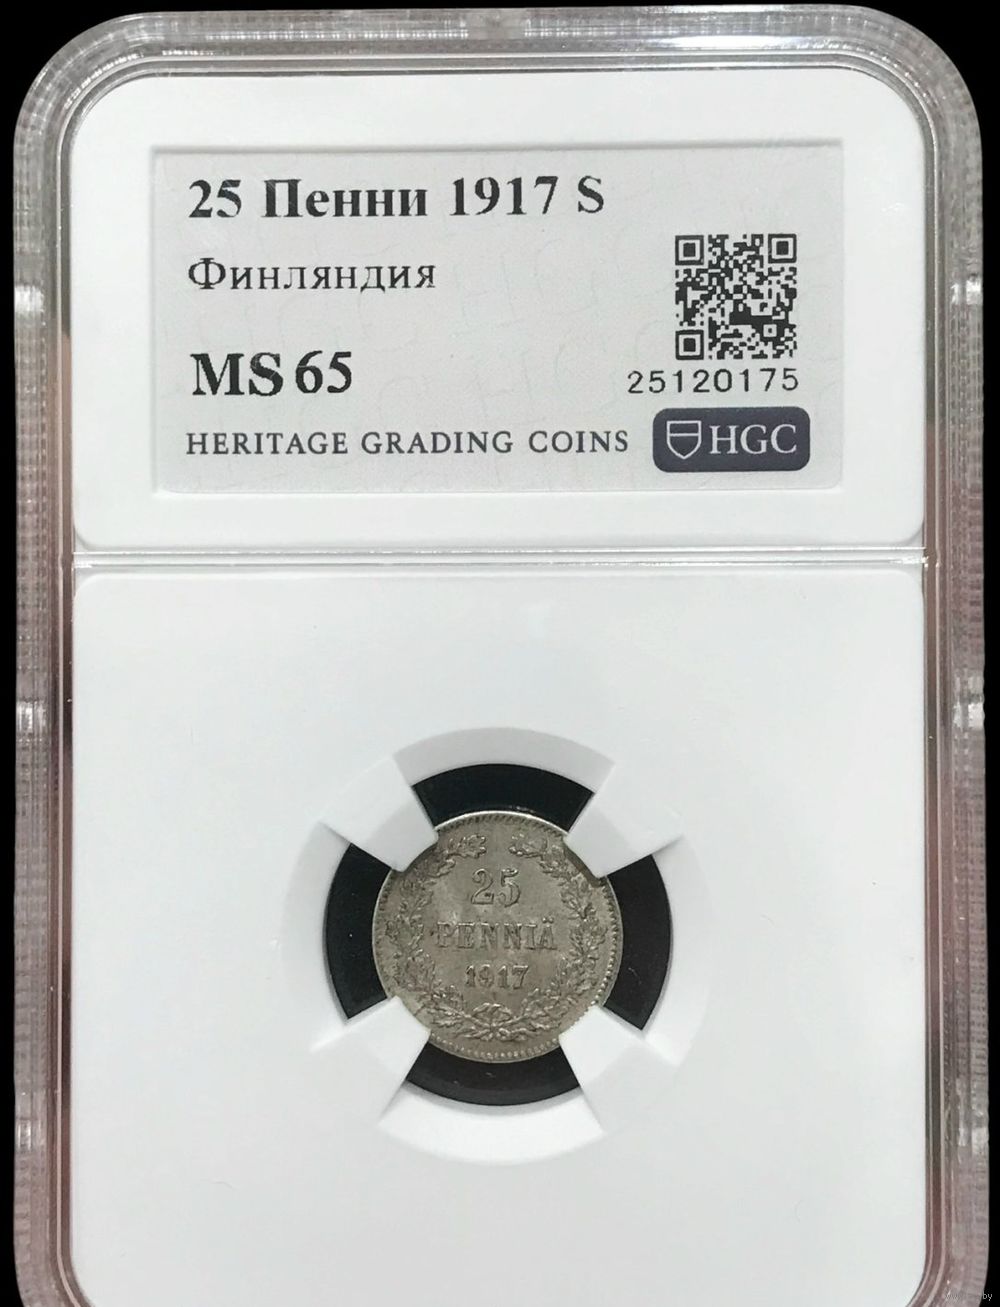 25 Пенни 1917 S
Финляндия
MS 65
25120175
HERITAGE GRADING COINS
HGC
25
PENNIÄ
1917